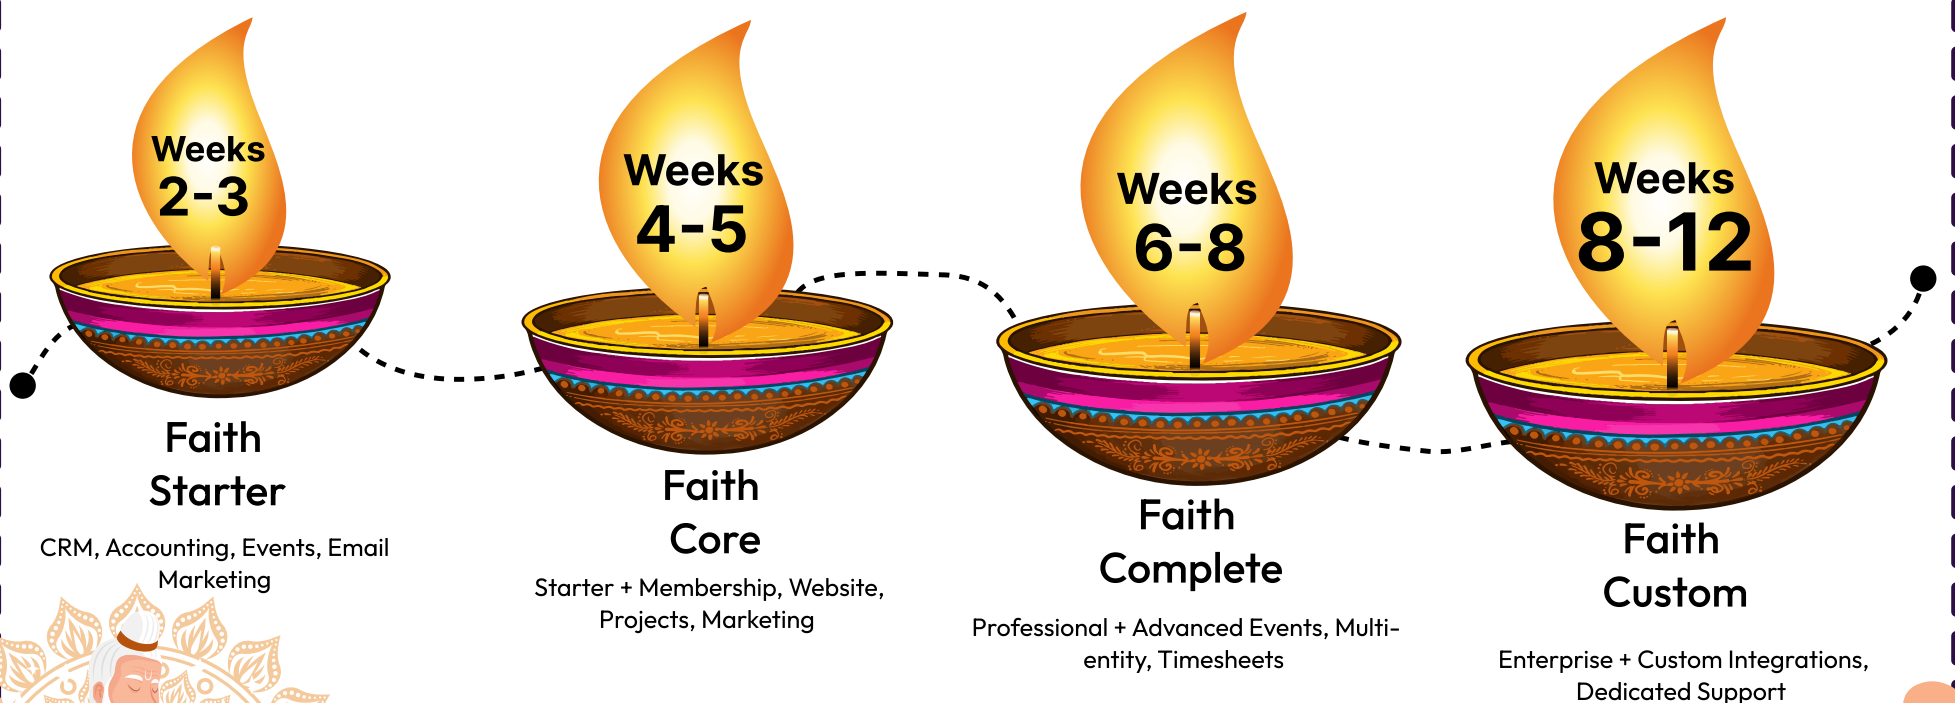 Weeks
2-3
Faith
Starter
CRM, Accounting, Events, Email
Marketing
Weeks
4-5
Faith
Core
Starter + Membership, Website,
Projects, Marketing
Weeks
6-8
Faith
Complete
Professional + Advanced Events, Multi-
entity, Timesheets
Weeks
8-12
Faith
Custom
Enterprise + Custom Integrations,
Dedicated Support